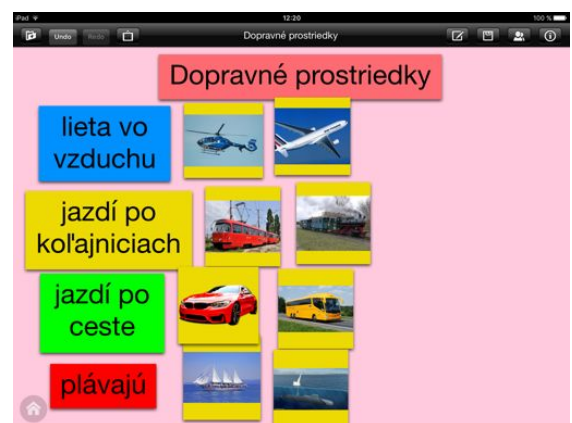 iPad
12:20
100 %
Undo
Redo
Dopravné prostriedky
Dopravné prostriedky
lieta vo
vzduchu
jazdí po
koľajniciach
jazdí po
ceste
plávajú